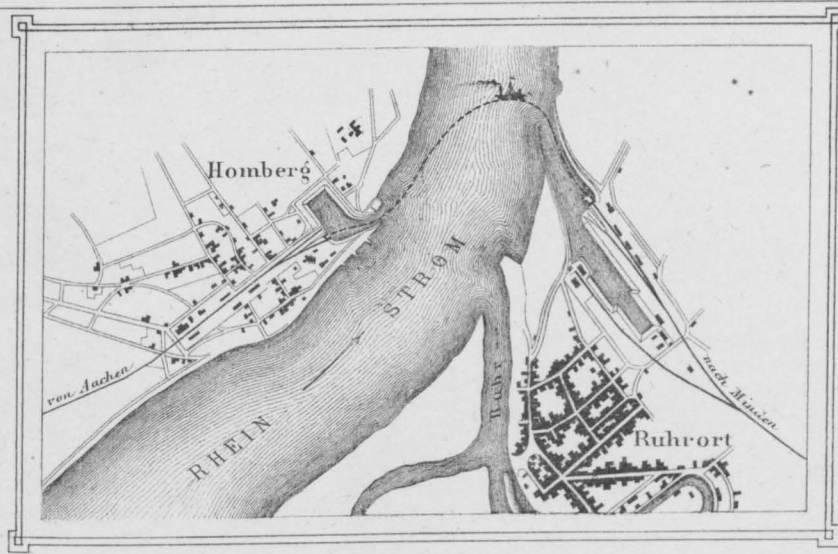 Homberg
RHEIN STROM
von Aachen
Ruhr
nach Minden
Ruhrort